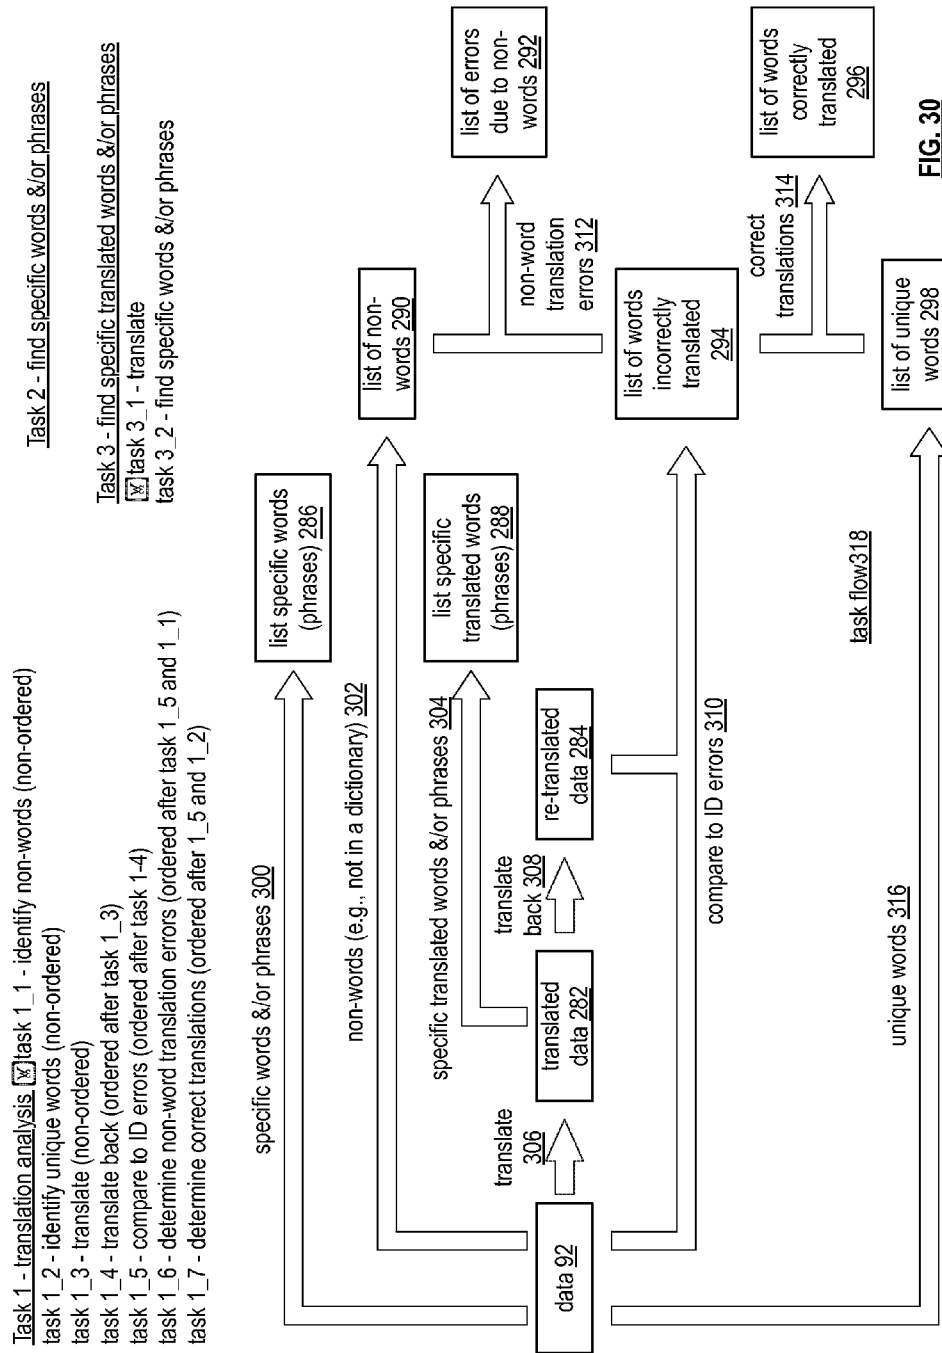 Task 1 - translation analysis task 1_1 - identify non-words (non-ordered)
task 1_2 - identify unique words (non-ordered)
task 1_3 - translate (non-ordered)
task 1_4 - translate back (ordered after task 1_3)
task 1_5 - compare to ID errors (ordered after task 1-4)
task 1_6 - determine non-word translation errors (ordered after task 1_5 and 1_1)
task 1_7 - determine correct translations (ordered after 1_5 and 1_2)
Task 2 - find specific words &/or phrases
Task 3 - find specific translated words &/or phrases
task 3_1 - translate
task 3_2 - find specific words &/or phrases
specific words &/or phrases 300
list specific words
(phrases) 286
non-words (e.g., not in a dictionary) 302
list of non-
words 290
specific translated words &/or phrases 304
list specific
translated words
(phrases) 288
list of errors
due to non-
words 292
non-word
translation
errors 312
data 92
translate
306
translated
data 282
translate
back 308
re-translated
data 284
compare to ID errors 310
list of words
incorrectly
translated
294
correct
translations 314
list of words
correctly
translated
296
unique words 316
task flow318
list of unique
words 298
FIG. 30